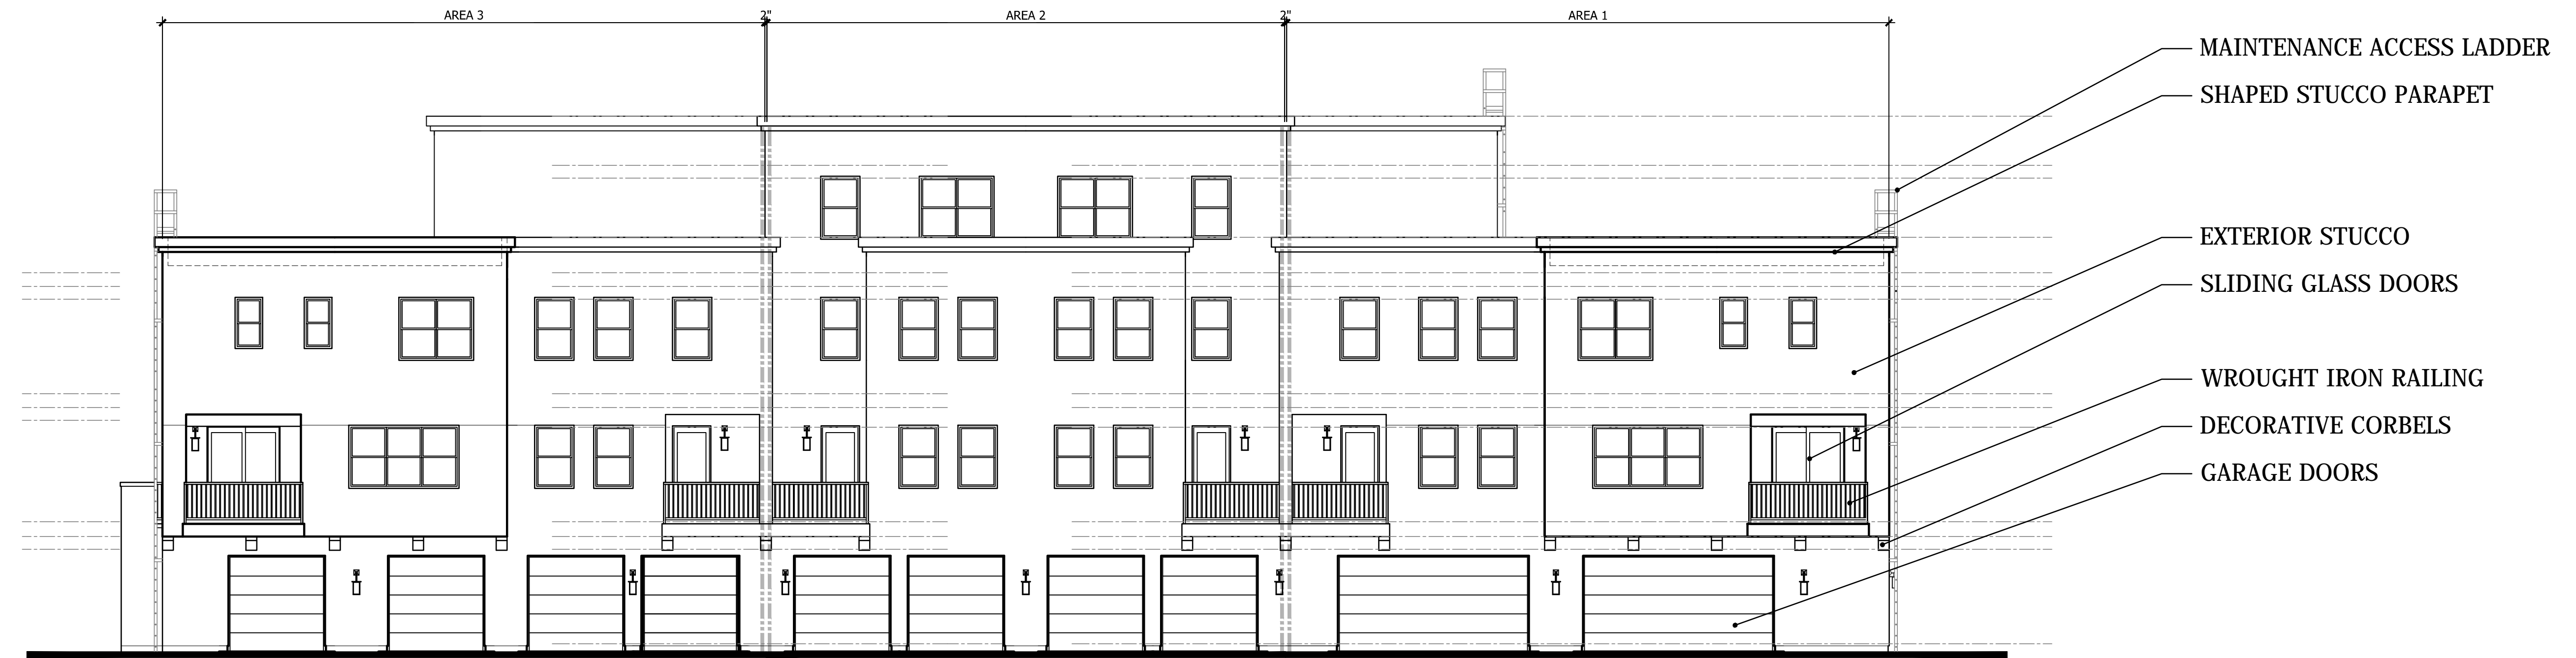 AREA 3
2"
AREA 2
2"
AREA 1
MAINTENANCE ACCESS LADDER
SHAPED STUCCO PARAPET
EXTERIOR STUCCO
SLIDING GLASS DOORS
WROUGHT IRON RAILING
DECORATIVE CORBELS
GARAGE DOORS